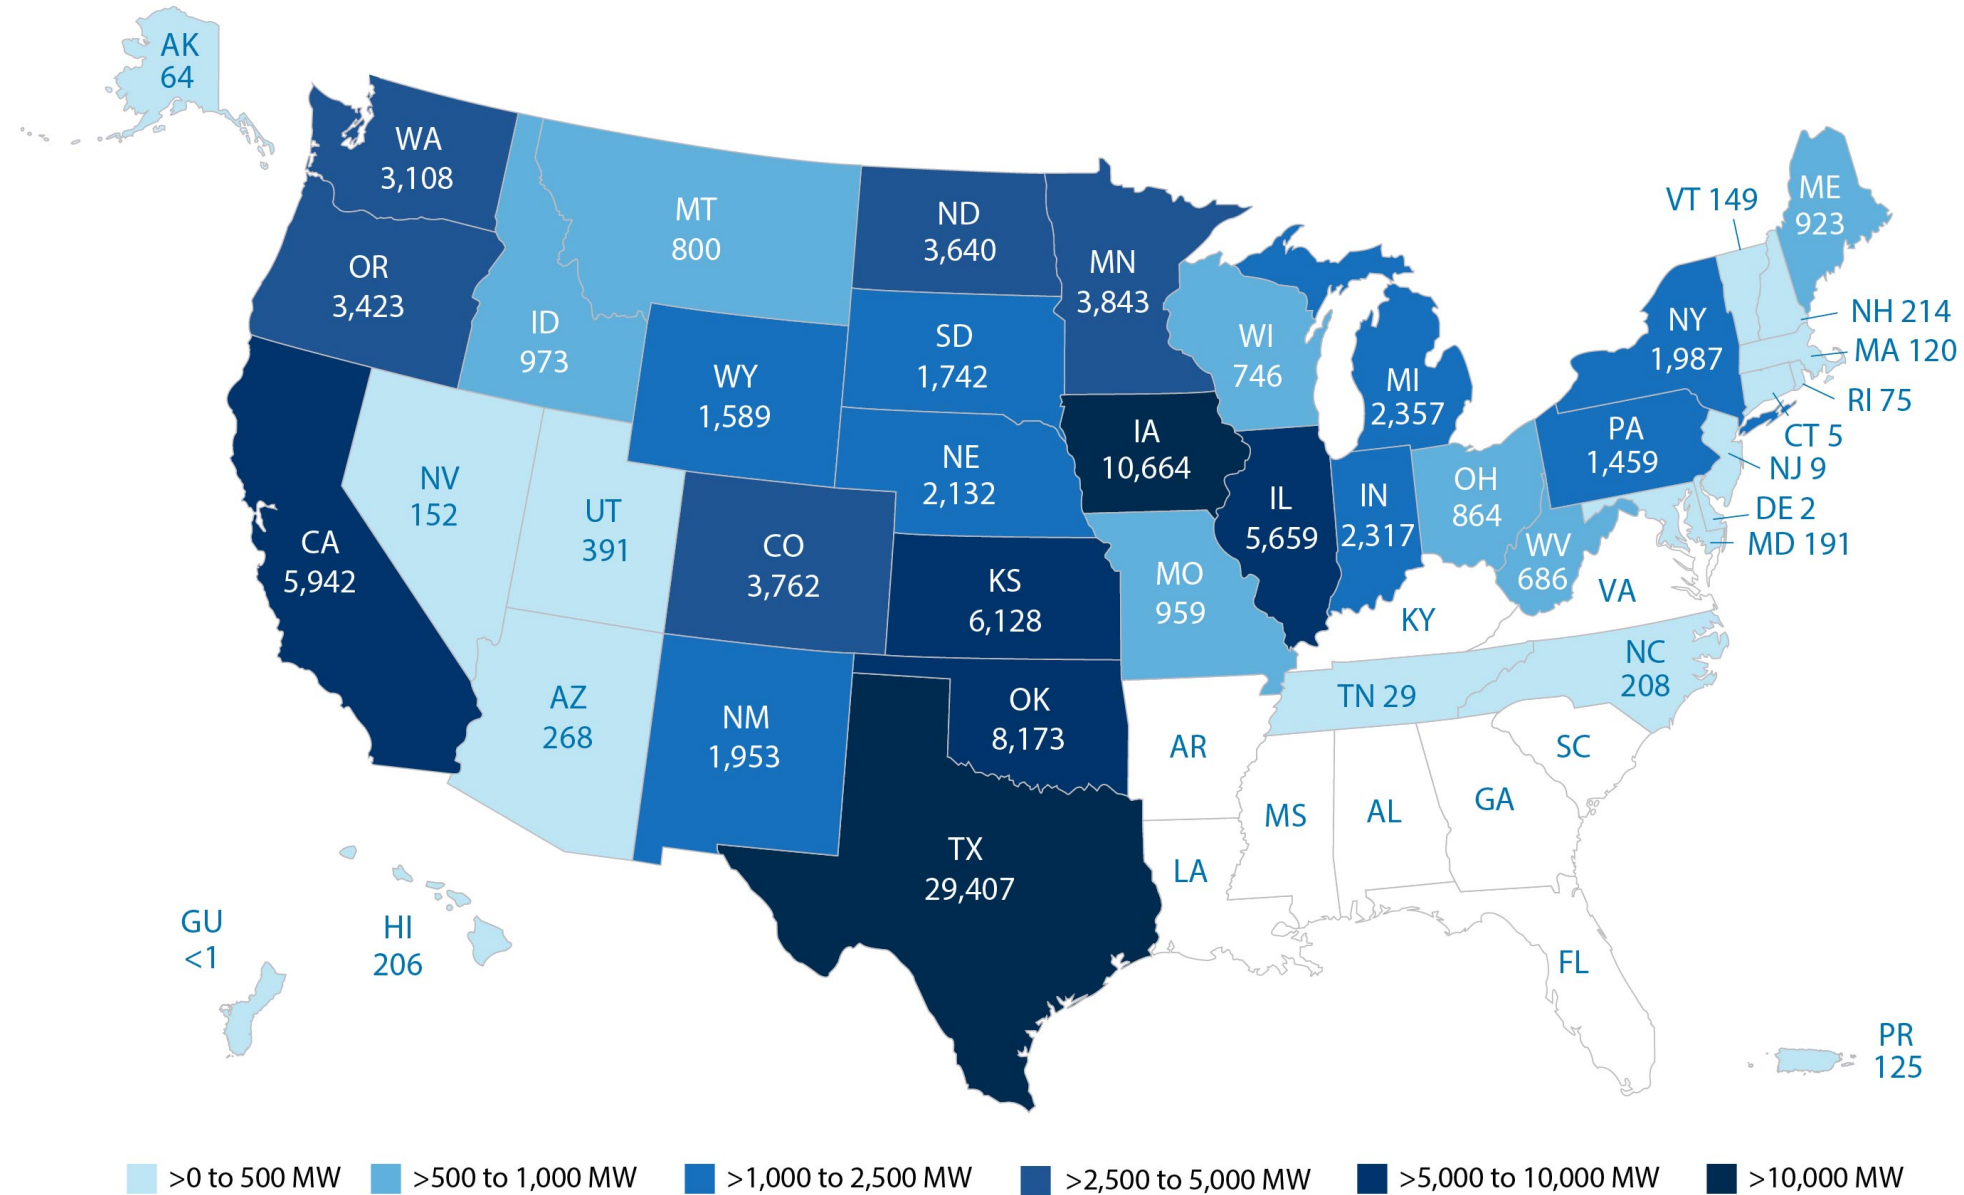 AK
64
WA
3,108
OR
3,423
CA
5,942
NV
152
ID
973
MT
800
WY
1,589
UT
391
CO
3,762
AZ
268
NM
1,953
ND
3,640
SD
1,742
NE
2,132
KS
6,128
OK
8,173
TX
29,407
MN
3,843
IA
10,664
MO
959
AR
LA
WI
746
IL
5,659
MI
2,357
IN
2,317
OH
864
KY
TN 29
MS
AL
GA
FL
SC
NC
208
VA
WV
686
PA
1,459
NY
1,987
VT 149
ME
923
NH 214
MA 120
RI 75
CT 5
NJ 9
DE 2
MD 191
GU
<1
HI
206
PR
125
>0 to 500 MW
>500 to 1,000 MW
>1,000 to 2,500 MW
>2,500 to 5,000 MW
>5,000 to 10,000 MW
>10,000 MW